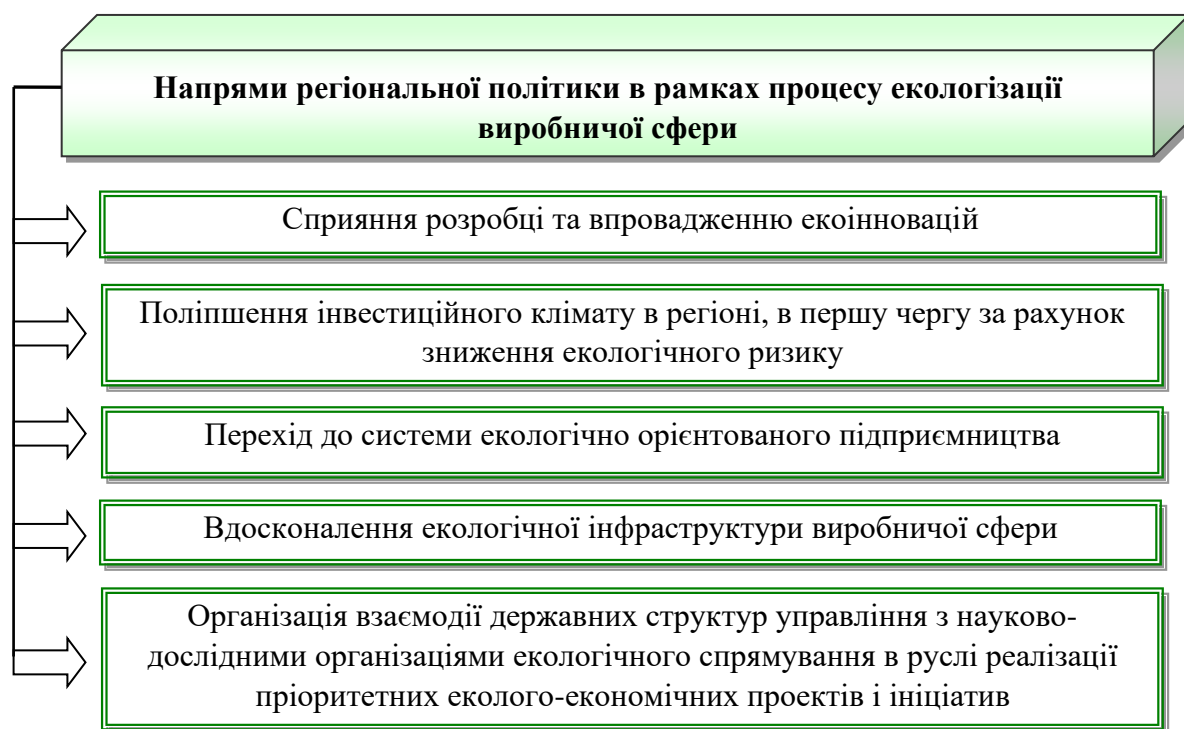 Напрями регіональної політики в рамках процесу екологізації
виробничої сфери
Сприяння розробці та впровадженню екоінновацій
Поліпшення інвестиційного клімату в регіоні, в першу чергу за рахунок
зниження екологічного ризику
Перехід до системи екологічно орієнтованого підприємництва
Вдосконалення екологічної інфраструктури виробничої сфери
Організація взаємодії державних структур управління з науково-
дослідними організаціями екологічного спрямування в руслі реалізації
пріоритетних еколого-економічних проектів і ініціатив